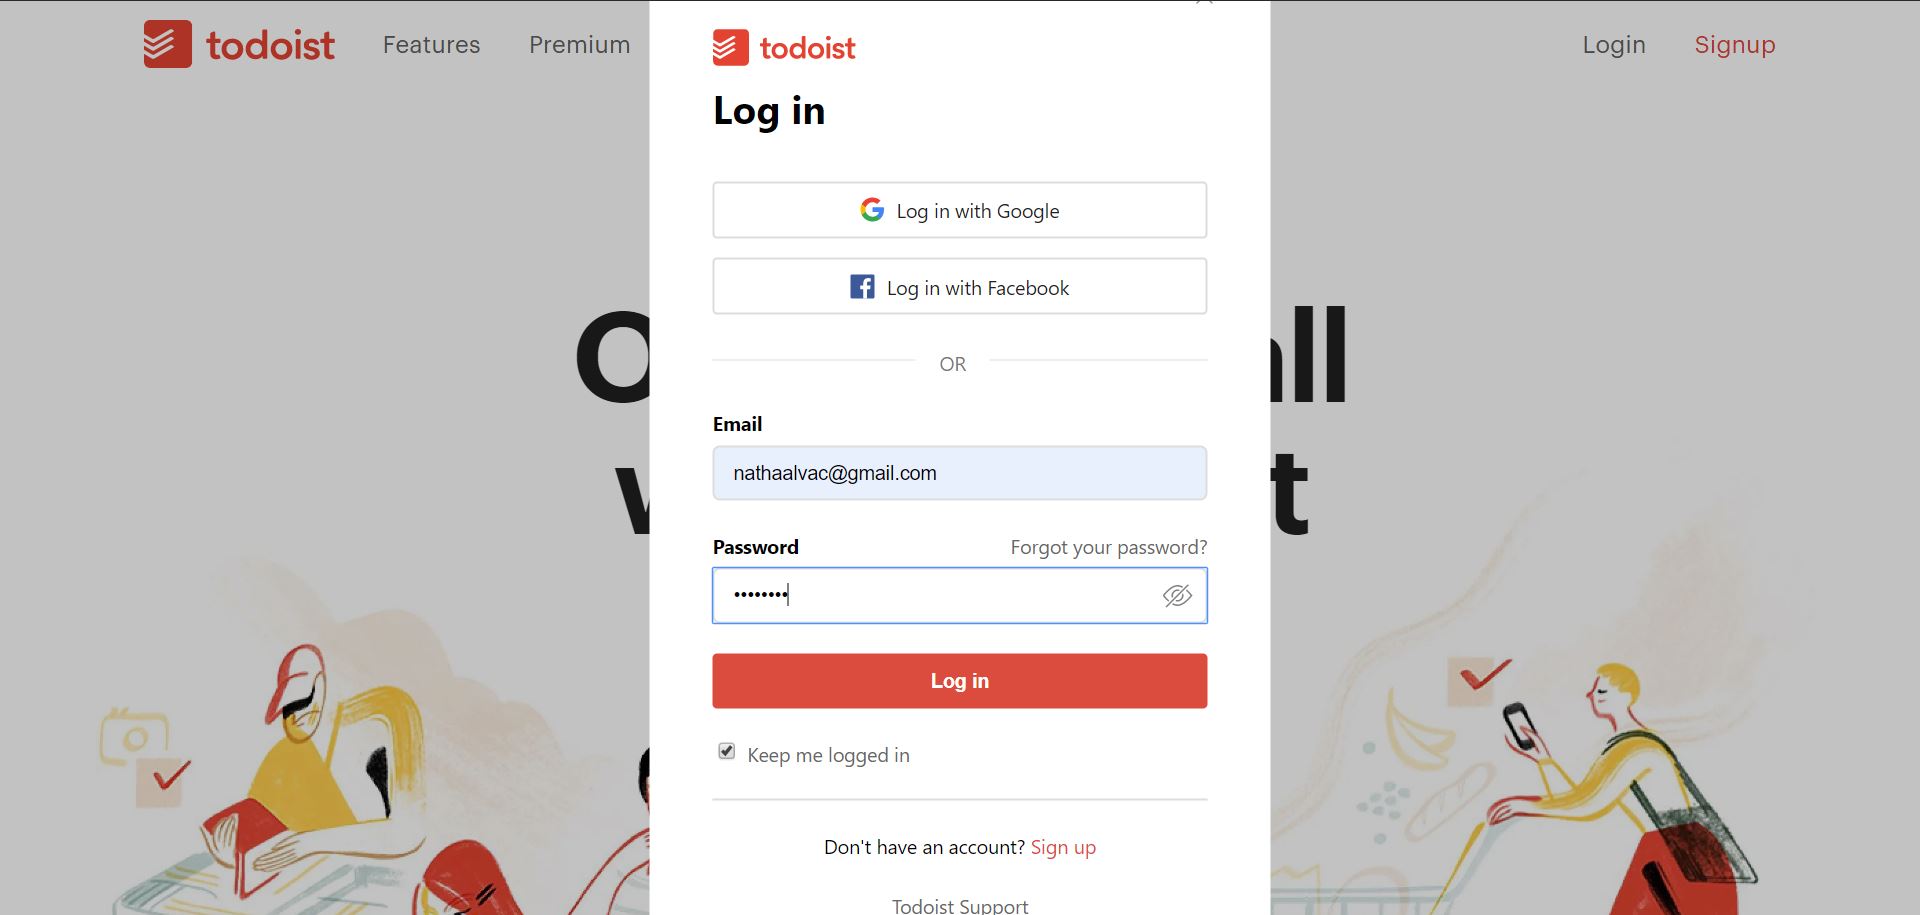 todoist Features Premium
Login Signup
todoist
Log in
Log in with Google
Log in with Facebook
OR
Email
nathaalvac@gmail.com
Password Forgot your password?
••••••••
Log in
Keep me logged in
Don't have an account? Sign up
Todoist Support